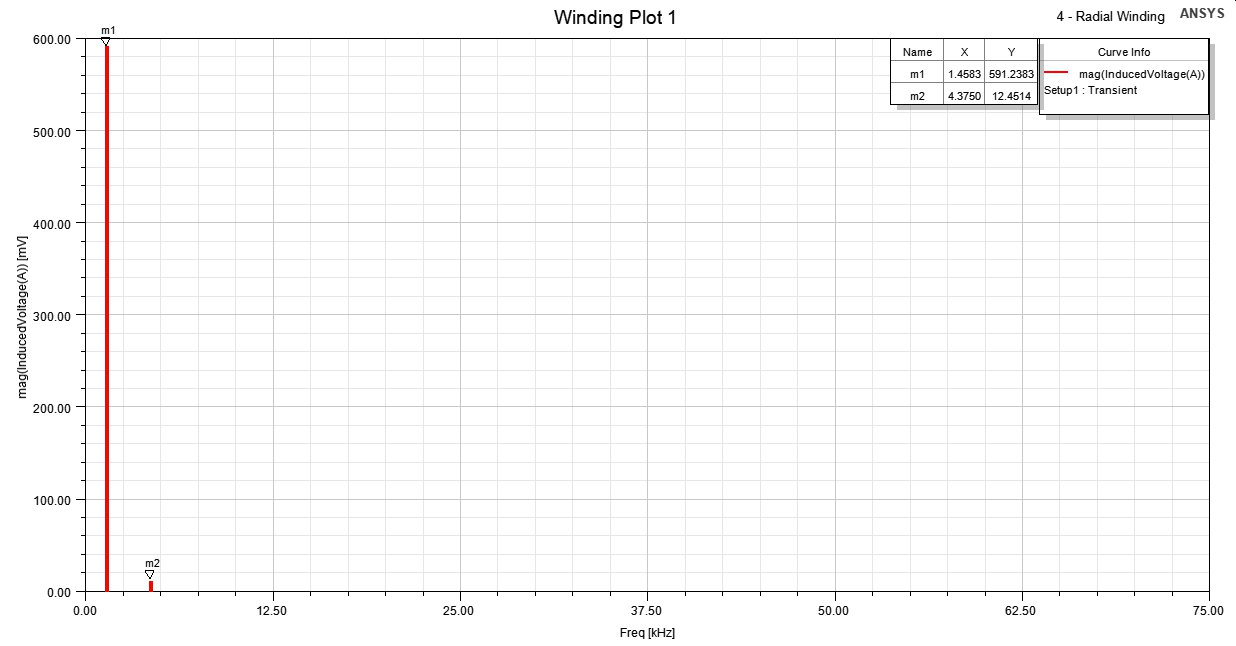 Winding Plot 1
4 - Radial Winding ANSYS
m1
600.00
500.00
400.00
300.00
200.00
100.00
0.00
mag(InducedVoltage(A)) [mV]
Name X Y
m1 1.4583 591.2383
m2 4.3750 12.4514
Curve Info
mag(InducedVoltage(A))
Setup1 : Transient
m2
0.00 12.50 25.00 37.50 50.00 62.50 75.00
Freq [kHz]